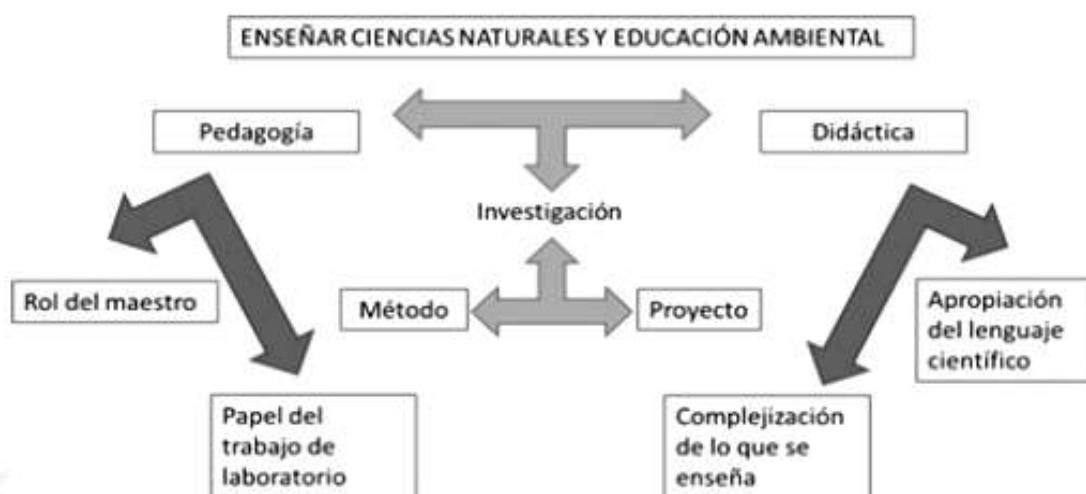 ENSEÑAR CIENCIAS NATURALES Y EDUCACIÓN AMBIENTAL
Pedagogía
Didáctica
Investigación
Rol del maestro
Método
Proyecto
Apropiación
del lenguaje
científico
Papel del
trabajo de
laboratorio
Complejización
de lo que se
enseña